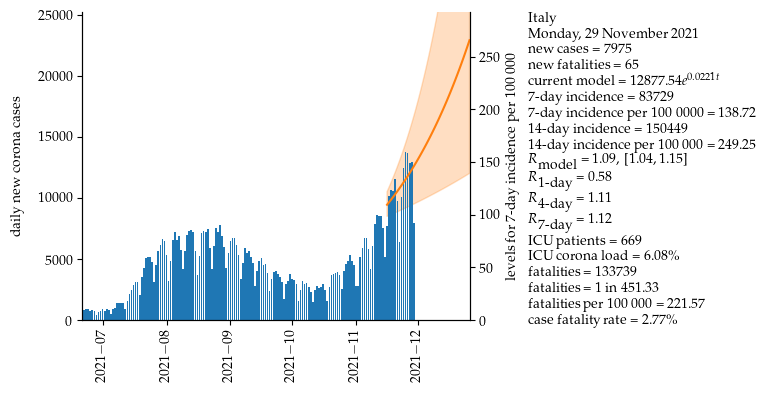 daily new corona cases
25000
20000
15000
10000
5000
0
2021−07
2021−08
2021−09
2021−10
2021−11
2021−12
250
200
150
100
50
0
levels for 7-day incidence per 100 000
Italy
Monday, 29 November 2021
new cases = 7975
new fatalities = 65
current model = 12877.54e^0.0221t
7-day incidence = 83729
7-day incidence per 100 0000 = 138.72
14-day incidence = 150449
14-day incidence per 100 000 = 249.25
R_model = 1.09, [1.04, 1.15]
R_1-day = 0.58
R_4-day = 1.11
R_7-day = 1.12
ICU patients = 669
ICU corona load = 6.08%
fatalities = 133739
fatalities = 1 in 451.33
fatalities per 100 000 = 221.57
case fatality rate = 2.77%